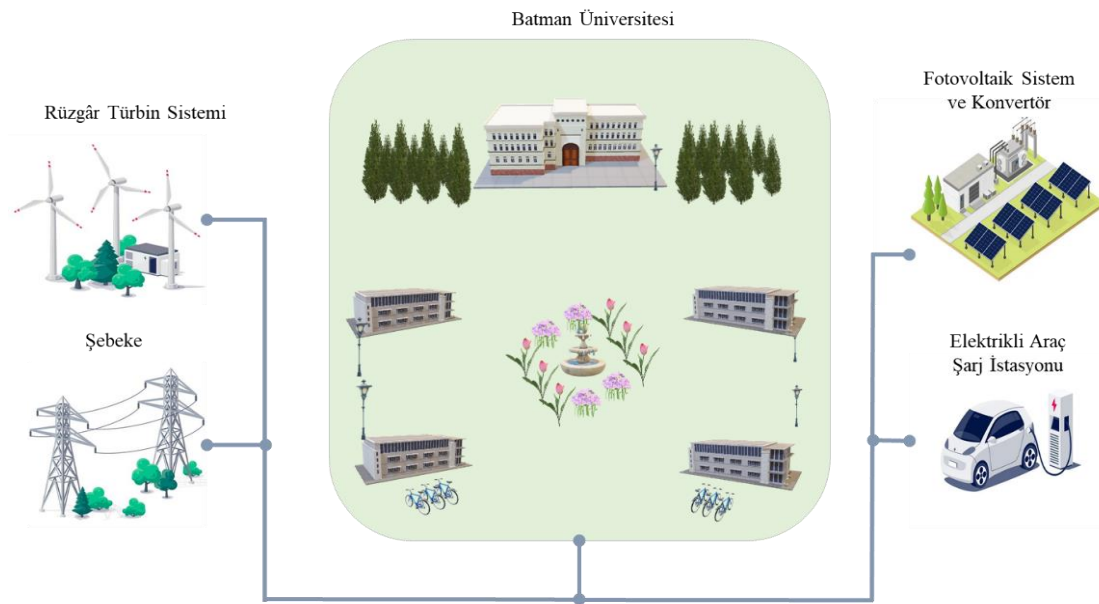 Batman Üniversitesi
Rüzgâr Türbin Sistemi
Fotovoltaik Sistem
ve Konvertör
Şebeke
Elektrikli Araç
Şarj İstasyonu